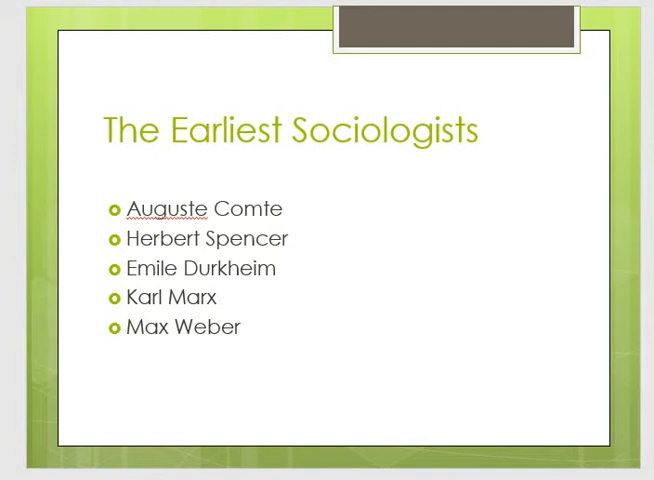 The Earliest Sociologists
Auguste Comte
Herbert Spencer
Emile Durkheim
Karl Marx
Max Weber